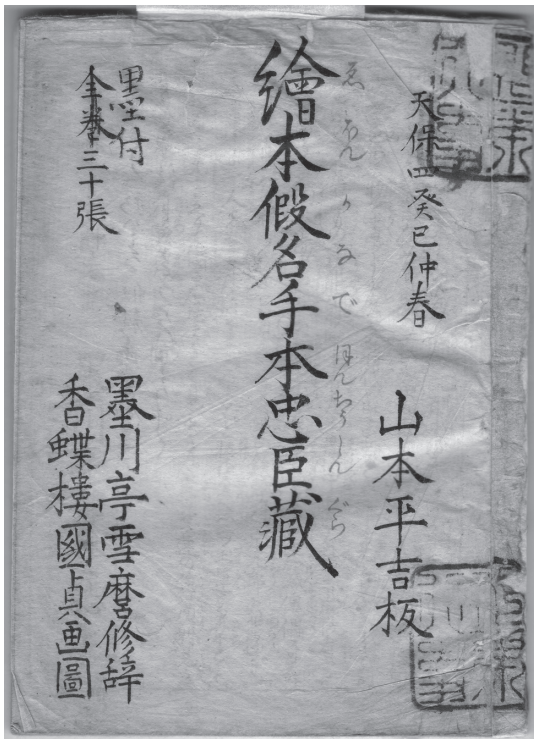 天保四癸巳仲春
山本平吉板
繪本假名手本忠臣藏
ゑほんかなでほんちうしんぐら
墨付
全卷三十張
墨川亭雪麿修辞
香蝶樓國貞画圖